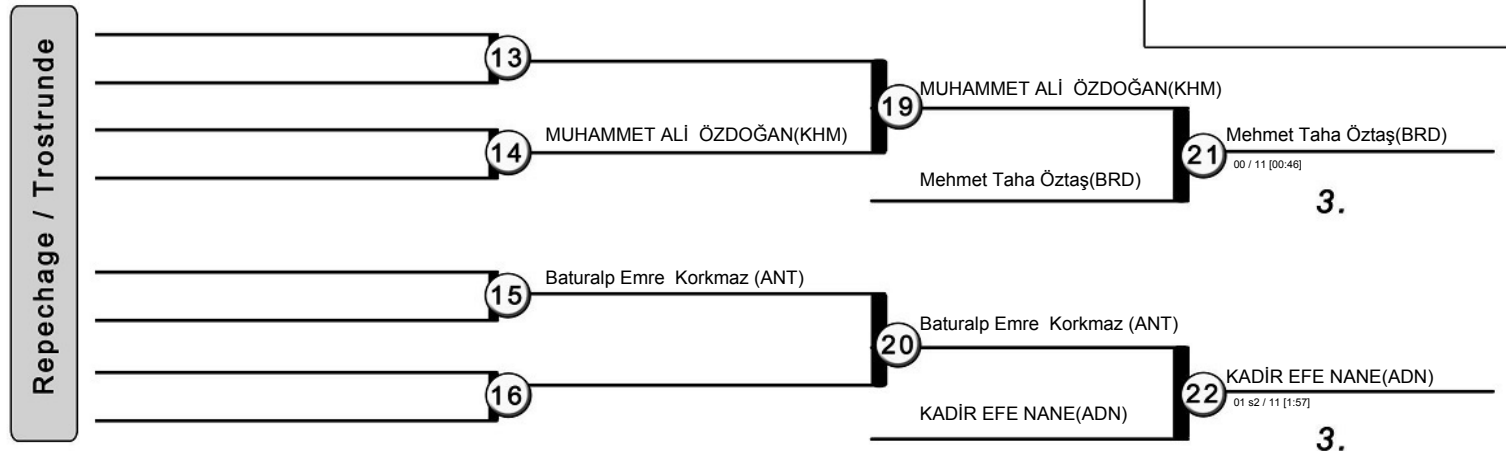 Repechage / Trostrunde
13
14
MUHAMMET ALİ ÖZDOĞAN(KHM)
19
MUHAMMET ALİ ÖZDOĞAN(KHM)
Mehmet Taha Öztaş(BRD)
21
Mehmet Taha Öztaş(BRD)
00 / 11 [00:46]
3.
15
Baturalp Emre Korkmaz (ANT)
16
20
Baturalp Emre Korkmaz (ANT)
KADİR EFE NANE(ADN)
22
KADİR EFE NANE(ADN)
01 s2 / 11 [1:57]
3.